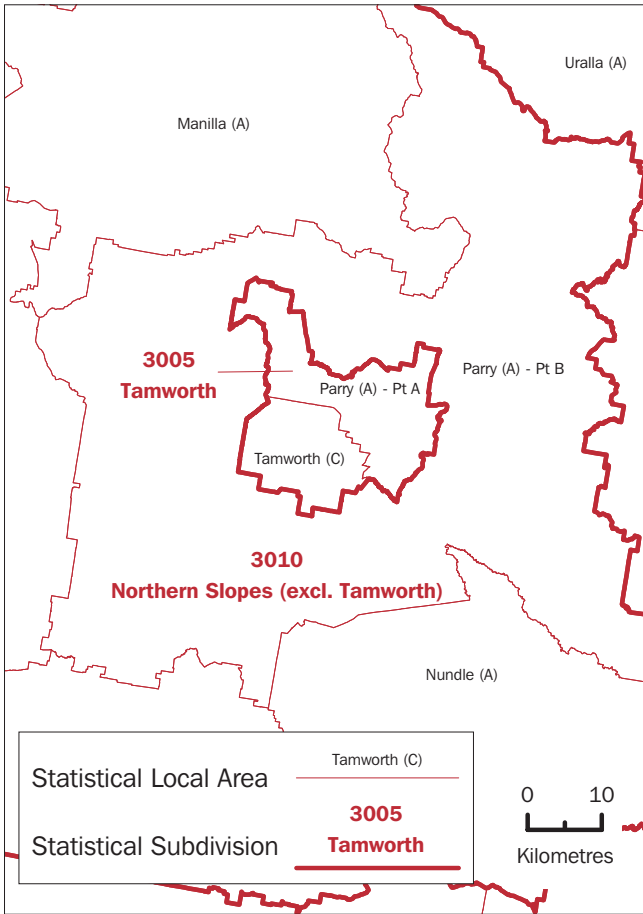 Uralla (A)
Manilla (A)
3005
Tamworth
Parry (A) - Pt A
Parry (A) - Pt B
Tamworth (C)
3010
Northern Slopes (excl. Tamworth)
Nundle (A)
Statistical Local Area
Tamworth (C)
Statistical Subdivision
3005
Tamworth
0 10
Kilometres